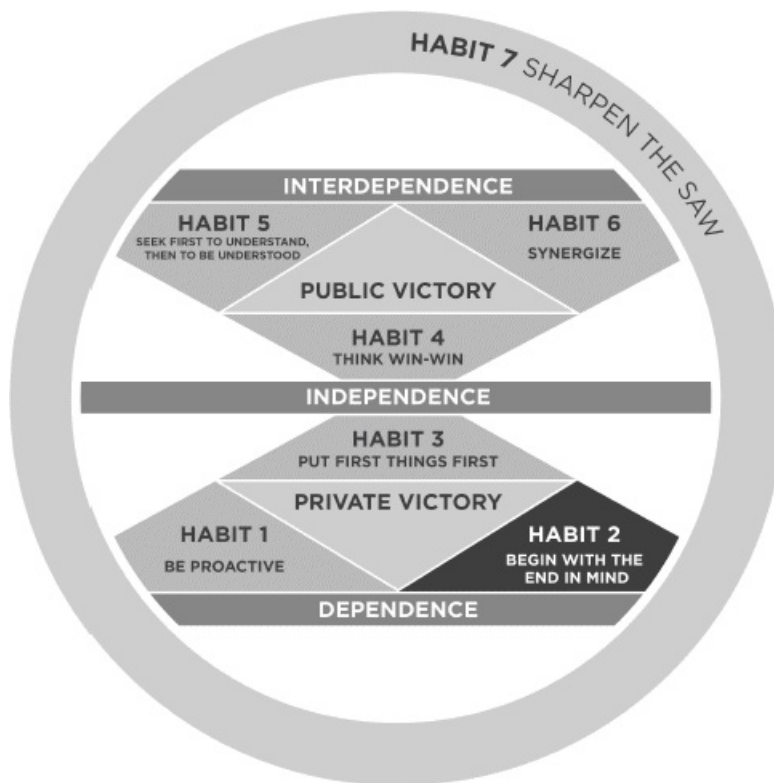 HABIT 7 SHARPEN THE SAW
INTERDEPENDENCE
HABIT 5
SEEK FIRST TO UNDERSTAND,
THEN TO BE UNDERSTOOD
HABIT 6
SYNERGIZE
PUBLIC VICTORY
HABIT 4
THINK WIN-WIN
INDEPENDENCE
HABIT 3
PUT FIRST THINGS FIRST
PRIVATE VICTORY
HABIT 1
BE PROACTIVE
HABIT 2
BEGIN WITH THE
END IN MIND
DEPENDENCE